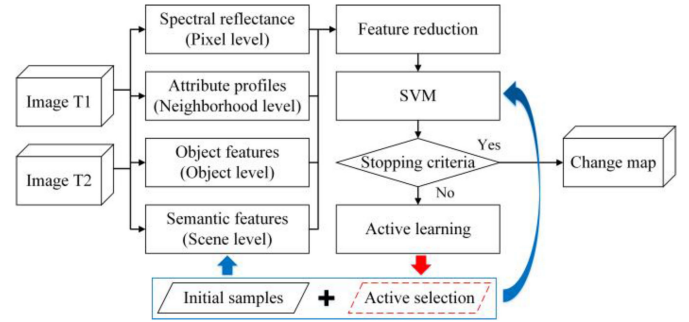 Image T1
Image T2
Spectral reflectance
(Pixel level)
Attribute profiles
(Neighborhood level)
Object features
(Object level)
Semantic features
(Scene level)
Feature reduction
SVM
Stopping criteria
Yes
No
Change map
Active learning
Initial samples
+
Active selection